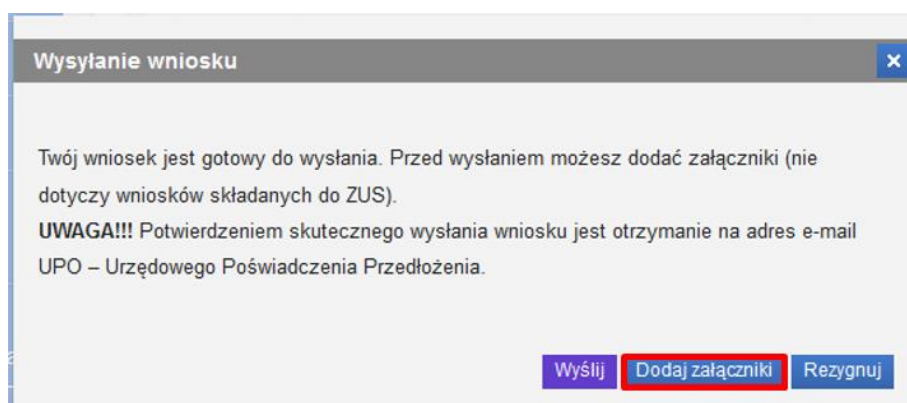 Wysyłanie wniosku
Twój wniosek jest gotowy do wysłania. Przed wysłaniem możesz dodać załączniki (nie
dotyczy wniosków składanych do ZUS).
UWAGA!!! Potwierdzeniem skutecznego wysłania wniosku jest otrzymanie na adres e-mail
UPO – Urzędowego Poświadczenia Przedłożenia.
Wyślij Dodaj załączniki Rezygnuj